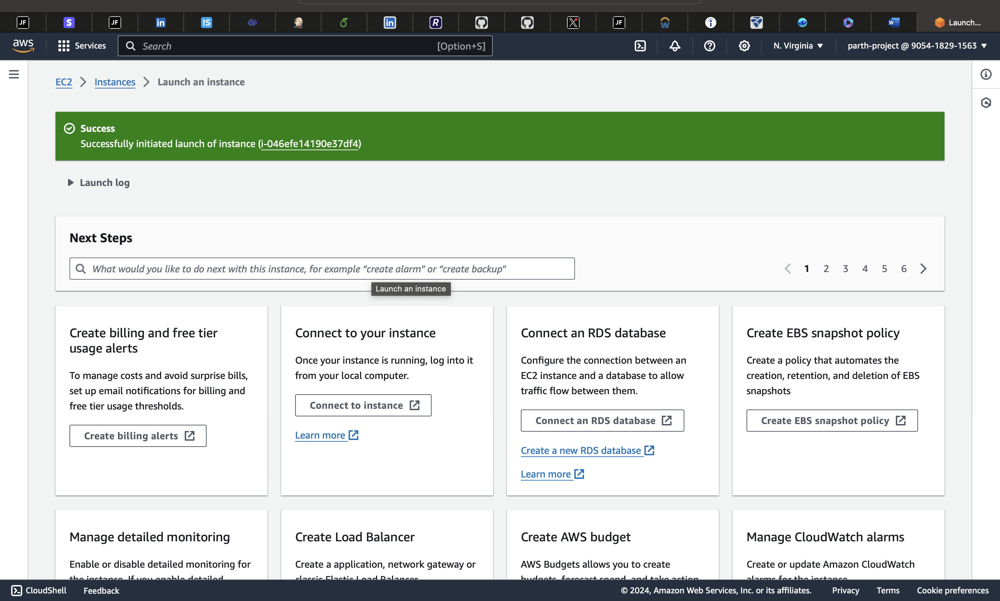 JF
S
JF
in
IS
in
R
X
JF
W
Launch...
aws
Services
Search
[Option+S]
N. Virginia
parth-project @ 9054-1829-1563
EC2
Instances
Launch an instance
Success
Successfully initiated launch of instance (i-046efe14190e37df4)
Launch log
Next Steps
What would you like to do next with this instance, for example “create alarm” or “create backup"
1 2 3 4 5 6
Launch an instance
Create billing and free tier
usage alerts
To manage costs and avoid surprise bills,
set up email notifications for billing and
free tier usage thresholds.
Create billing alerts
Connect to your instance
Once your instance is running, log into it
from your local computer.
Connect to instance
Learn more
Connect an RDS database
Configure the connection between an
EC2 instance and a database to allow
traffic flow between them.
Connect an RDS database
Create a new RDS database
Learn more
Create EBS snapshot policy
Create a policy that automates the
creation, retention, and deletion of EBS
snapshots
Create EBS snapshot policy
Manage detailed monitoring
Enable or disable detailed monitoring for
the instance. If you enable detailed
Create Load Balancer
Create a application, network gateway or
classic Elastic Load Balancer
Create AWS budget
AWS Budgets allows you to create
budgets, forecast spend, and take action
Manage CloudWatch alarms
Create or update Amazon CloudWatch
alarms for the instance.
CloudShell
Feedback
© 2024, Amazon Web Services, Inc. or its affiliates.
Privacy
Terms
Cookie preferences